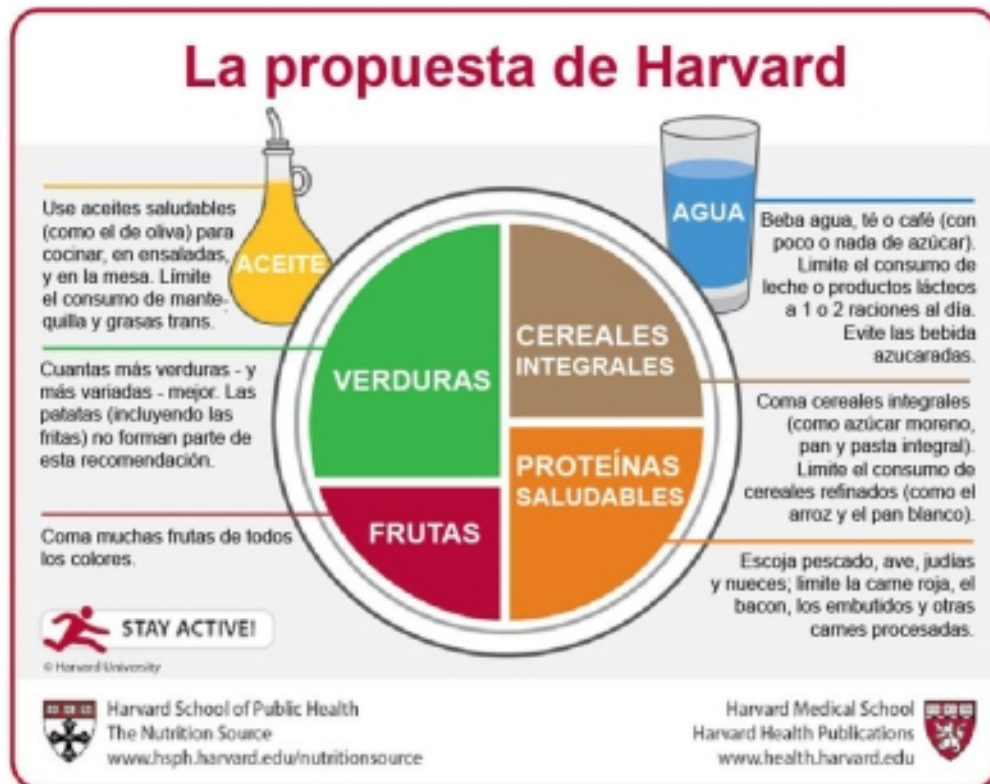 La propuesta de Harvard
Use aceites saludables
(como el de oliva) para
cocinar, en ensaladas,
y en la mesa. Límite
el consumo de mante-
quilla y grasas trans.
ACEITE
AGUA
Beba agua, té o café (con
poco o nada de azúcar).
Limite el consumo de
leche o productos lácteos
a 1 o 2 raciones al día.
Evite las bebida
azucaradas.
Cuantas más verduras - y
más variadas - mejor. Las
patatas (incluyendo las
fritas) no forman parte de
esta recomendación.
VERDURAS
CEREALES
INTEGRALES
Coma cereales integrales
(como azúcar moreno,
pan y pasta integral).
Limite el consumo de
cereales refinados (como el
arroz y el pan blanco).
Coma muchas frutas de todos
los colores.
FRUTAS
PROTEÍNAS
SALUDABLES
Escoja pescado, ave, judías
y nueces; limite la carne roja, el
bacon, los embutidos y otras
carnes procesadas.
STAY ACTIVE!
© Harvard University
Harvard School of Public Health
The Nutrition Source
www.hsph.harvard.edu/nutritionsource
Harvard Medical School
Harvard Health Publications
www.health.harvard.edu